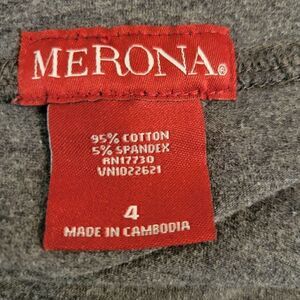 MERONA®
95% COTTON
5% SPANDEX
RN17730
VN1022621
4
MADE IN CAMBODIA